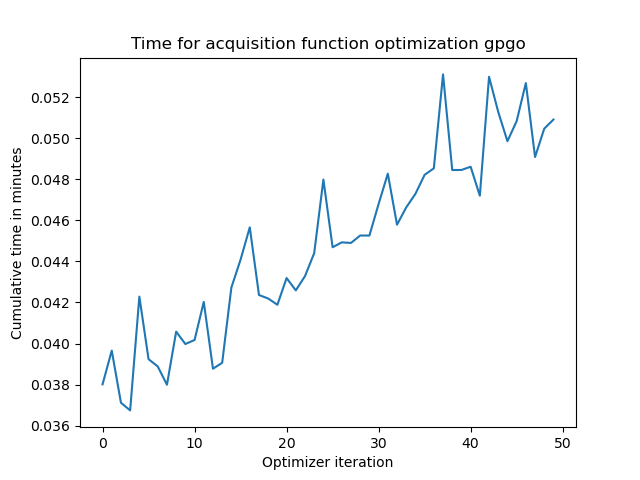 Time for acquisition function optimization gpgo
Cumulative time in minutes
0.052
0.050
0.048
0.046
0.044
0.042
0.040
0.038
0.036
0 10 20 30 40 50
Optimizer iteration